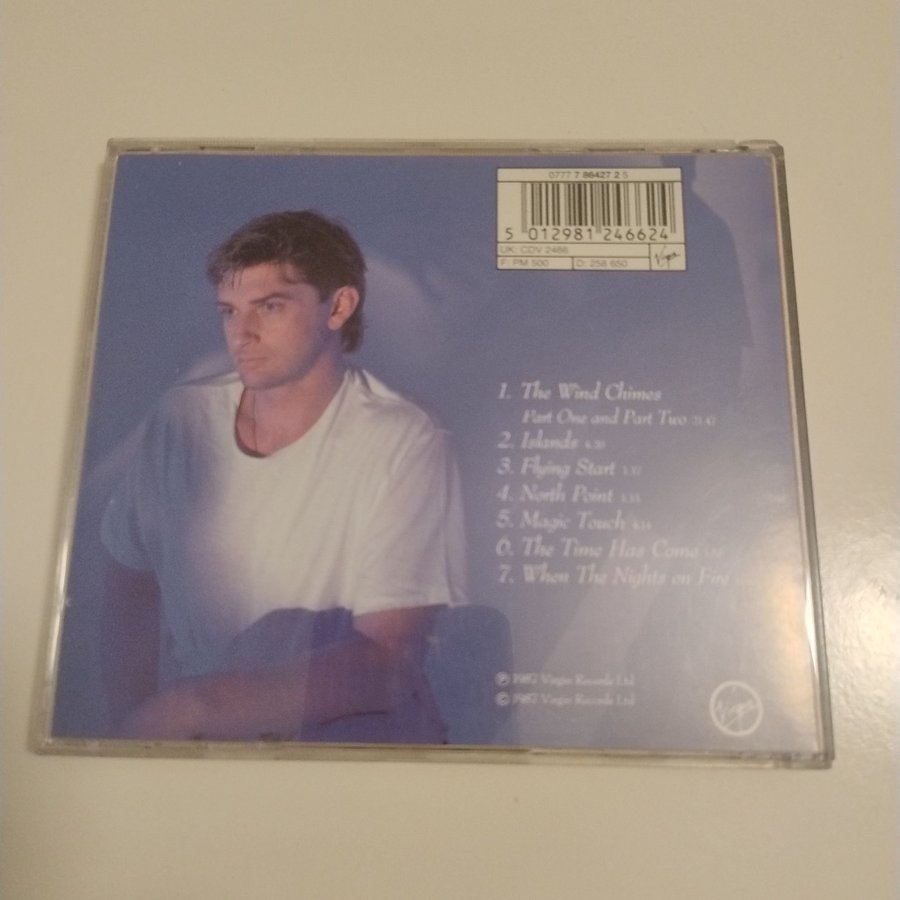 0777 7 86427 2 5
5 012981 246624
UK: CDV 2466
F: PM 500 D: 258 650 Virgin
1. The Wind Chimes
Part One and Part Two 21.47
2. Islands
3. Flying Start
4. North Point
5. Magic Touch
6. The Time Has Come
7. When The Nights on Fire
℗ 1987 Virgin Records Ltd
© 1987 Virgin Records Ltd
Virgin